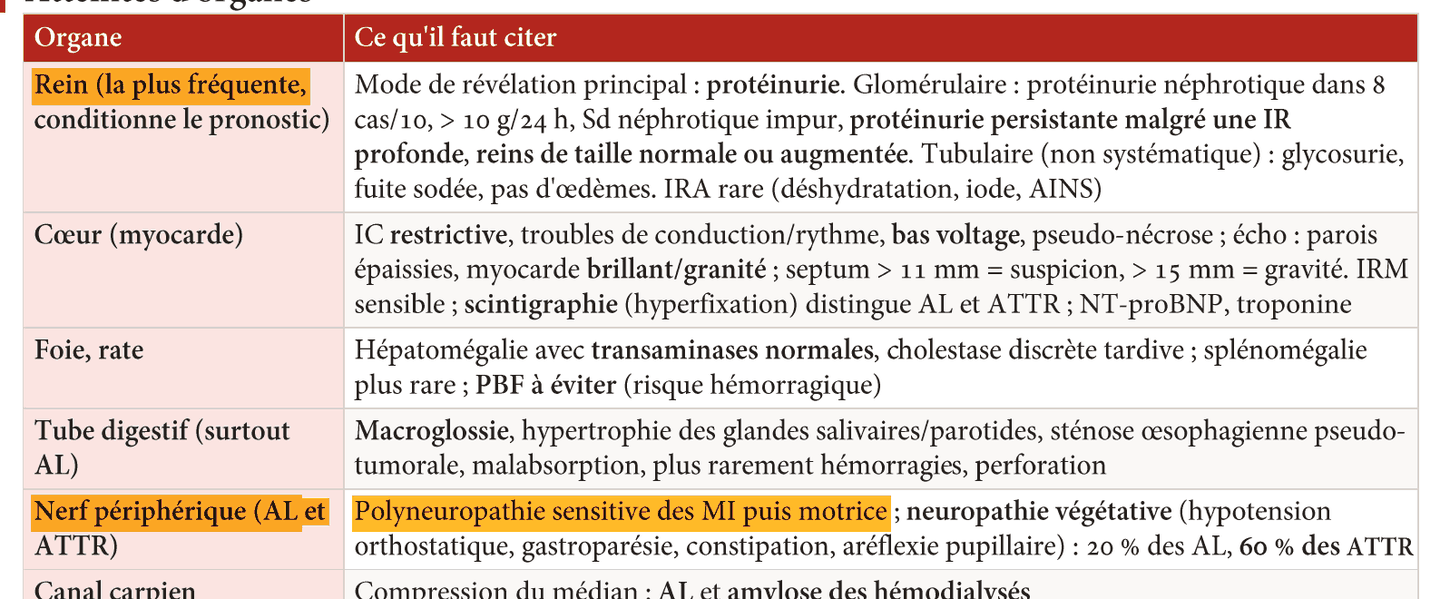 Atteintes d'organes
Organe
Ce qu'il faut citer
Rein (la plus fréquente,
conditionne le pronostic)
Mode de révélation principal : protéinurie. Glomérulaire : protéinurie néphrotique dans 8
cas/10, > 10 g/24 h, Sd néphrotique impur, protéinurie persistante malgré une IR
profonde, reins de taille normale ou augmentée. Tubulaire (non systématique) : glycosurie,
fuite sodée, pas d'œdèmes. IRA rare (déshydratation, iode, AINS)
Cœur (myocarde)
IC restrictive, troubles de conduction/rythme, bas voltage, pseudo-nécrose ; écho : parois
épaissies, myocarde brillant/granité ; septum > 11 mm = suspicion, > 15 mm = gravité. IRM
sensible ; scintigraphie (hyperfixation) distingue AL et ATTR ; NT-proBNP, troponine
Foie, rate
Hépatomégalie avec transaminases normales, cholestase discrète tardive ; splénomégalie
plus rare ; PBF à éviter (risque hémorragique)
Tube digestif (surtout
AL)
Macroglossie, hypertrophie des glandes salivaires/parotides, sténose œsophagienne pseudo-
tumorale, malabsorption, plus rarement hémorragies, perforation
Nerf périphérique (AL et
ATTR)
Polyneuropathie sensitive des MI puis motrice ; neuropathie végétative (hypotension
orthostatique, gastroparésie, constipation, aréflexie pupillaire) : 20 % des AL, 60 % des ATTR
Canal carpien
Compression du médian : AL et amylose des hémodialysés